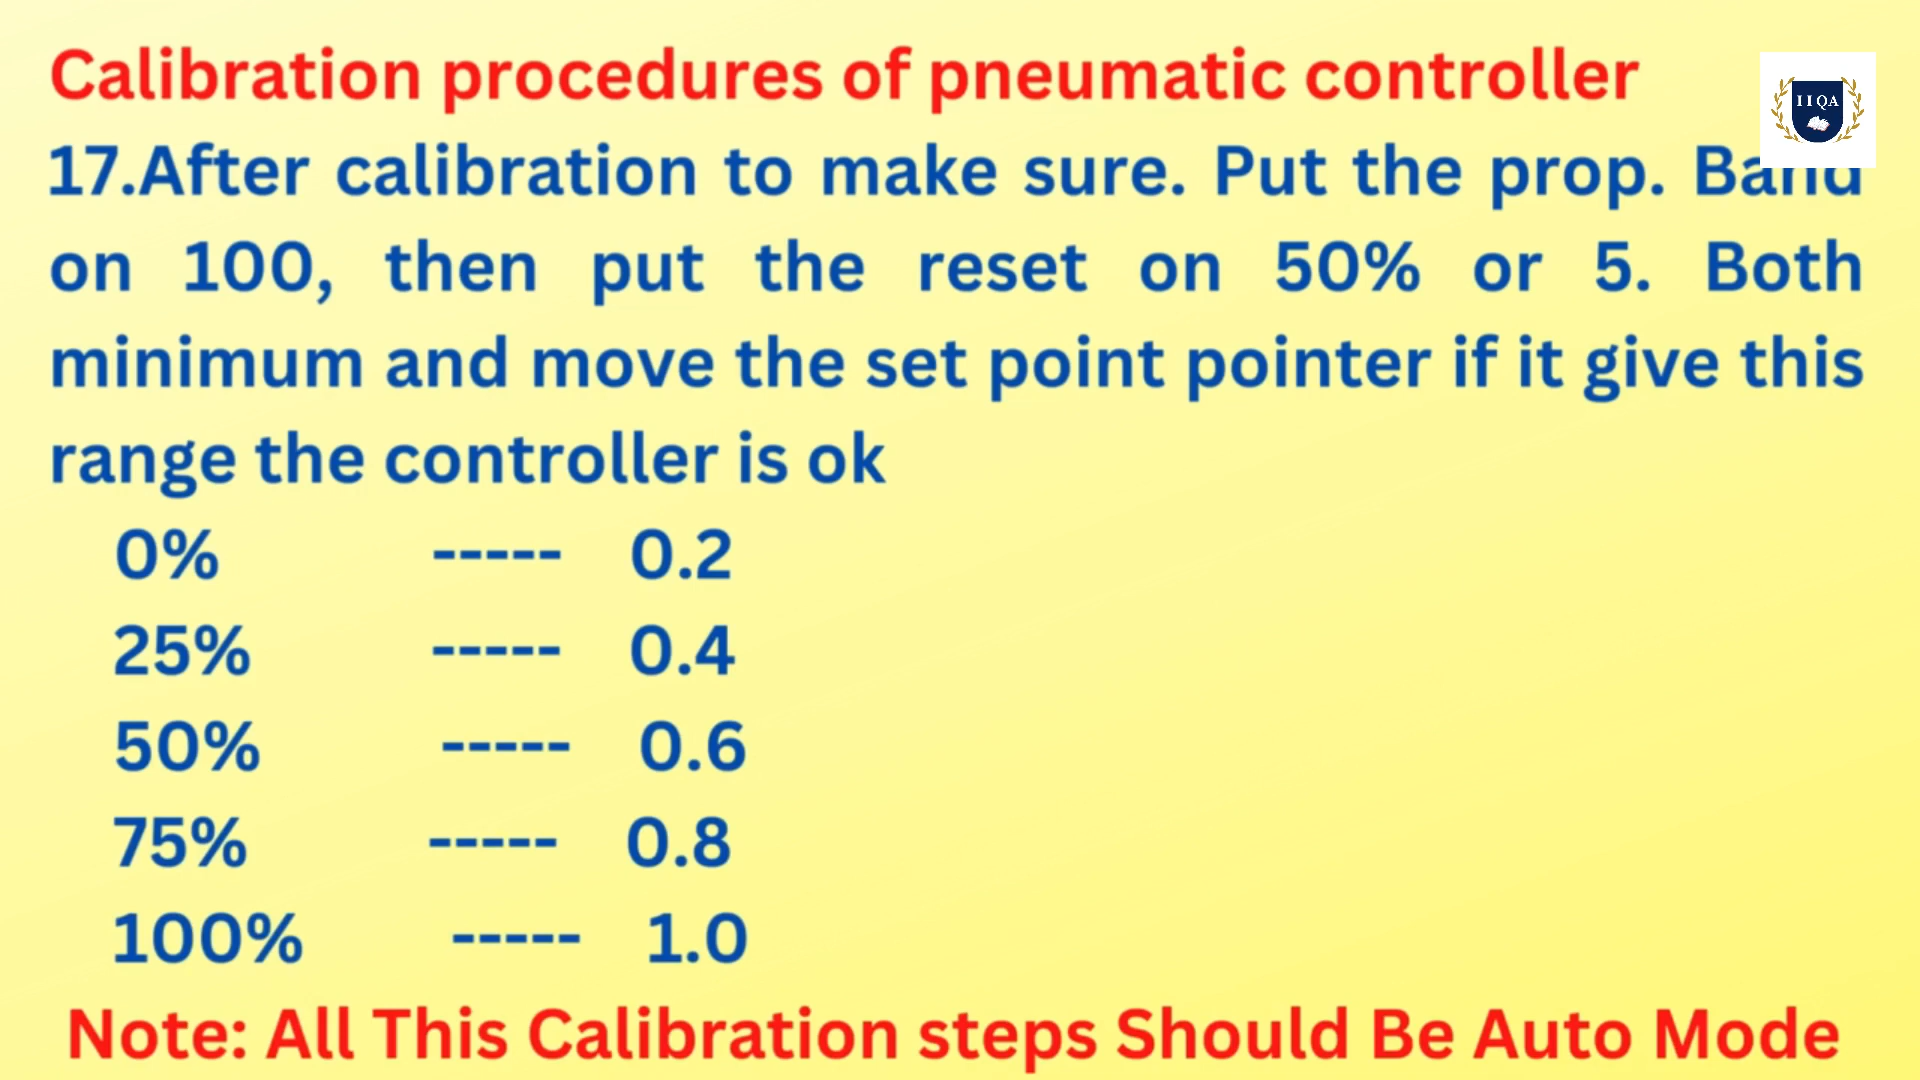 Calibration procedures of pneumatic controller
IIQA
17.After calibration to make sure. Put the prop. Band
on 100, then put the reset on 50% or 5. Both
minimum and move the set point pointer if it give this
range the controller is ok
0% ----- 0.2
25% ----- 0.4
50% ----- 0.6
75% ----- 0.8
100% ----- 1.0
Note: All This Calibration steps Should Be Auto Mode